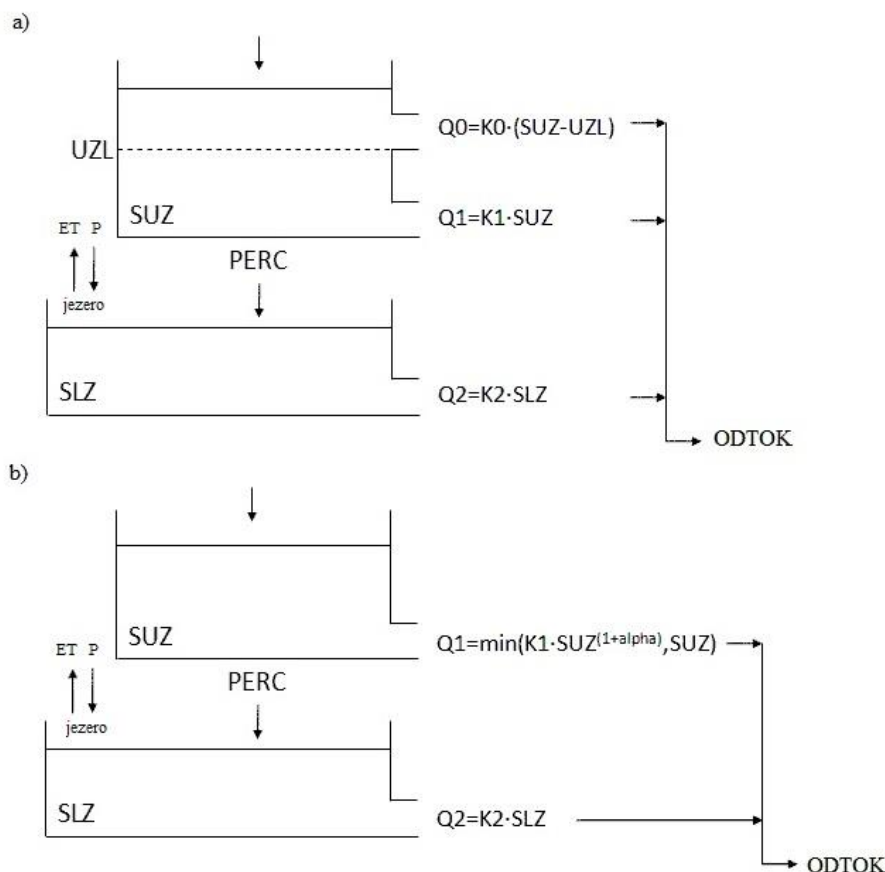 a)
Q0=K0·(SUZ-UZL)
UZL
SUZ
Q1=K1·SUZ
ET P
PERC
jezero
SLZ
Q2=K2·SLZ
ODTOK
b)
SUZ
Q1=min(K1·SUZ^(1+alpha),SUZ)
ET P
PERC
jezero
SLZ
Q2=K2·SLZ
ODTOK